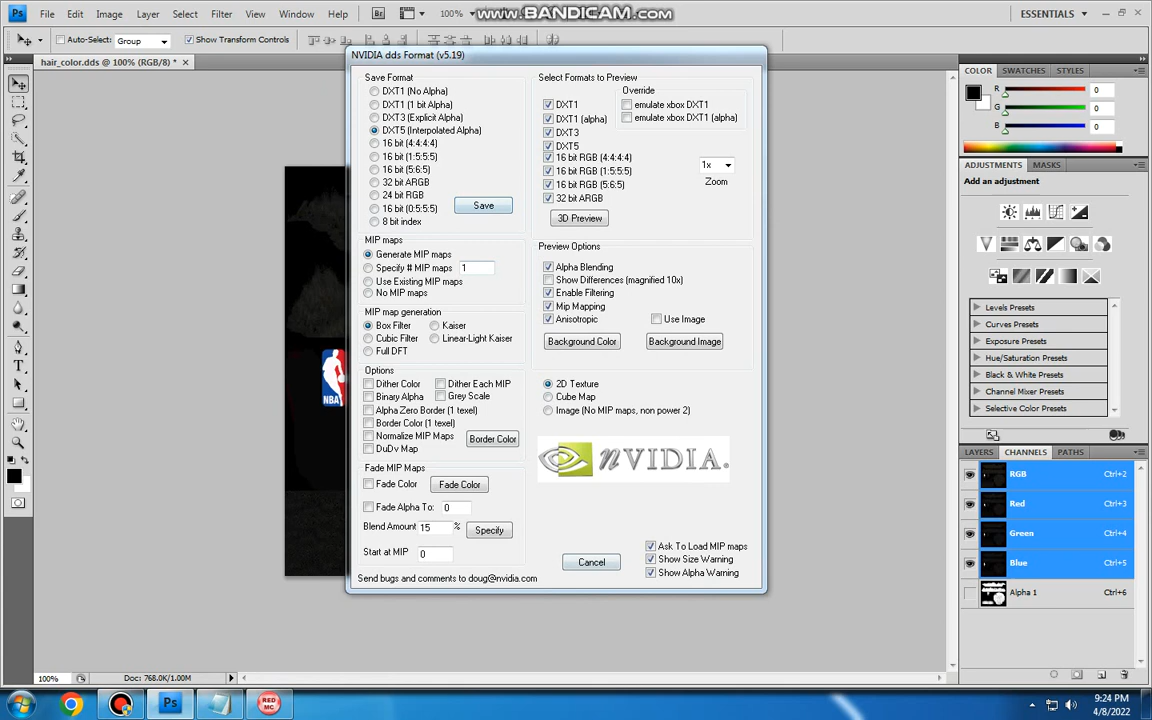 Ps File Edit Image Layer Select Filter Analysis View Window Help Br 100% www.BANDICAM.com ESSENTIALS
Auto-Select: Group Show Transform Controls
hair_color.dds @ 100% (RGB/8) *
NVIDIA dds Format (v5.19)
Save Format
DXT1 (No Alpha)
DXT1 (1 bit Alpha)
DXT3 (Explicit Alpha)
DXT5 (Interpolated Alpha)
16 bit (4:4:4:4)
16 bit (1:5:5:5)
16 bit (5:6:5)
32 bit ARGB
24 bit RGB
16 bit (0:5:5:5)
8 bit index
Save
Select Formats to Preview
DXT1
DXT1 (alpha)
DXT3
DXT5
16 bit RGB (4:4:4:4)
16 bit RGB (1:5:5:5)
16 bit RGB (5:6:5)
32 bit ARGB
3D Preview
Override
emulate xbox DXT1
emulate xbox DXT1 (alpha)
1x
Zoom
MIP maps
Generate MIP maps
Specify # MIP maps 1
Use Existing MIP maps
No MIP maps
Preview Options
Alpha Blending
Show Differences (magnified 10x)
Enable Filtering
Mip Mapping
Anisotropic Use Image
Background Color Background Image
MIP map generation
Box Filter Kaiser
Cubic Filter Linear-Light Kaiser
Full DFT
Options
Dither Color Dither Each MIP
Binary Alpha Grey Scale
Alpha Zero Border (1 texel)
Border Color (1 texel)
Normalize MIP Maps Border Color
DuDv Map
2D Texture
Cube Map
Image (No MIP maps, non power 2)
nVIDIA.
Fade MIP Maps
Fade Color Fade Color
Fade Alpha To: 0
Blend Amount 15 % Specify
Start at MIP 0
Cancel
Ask To Load MIP maps
Show Size Warning
Show Alpha Warning
Send bugs and comments to doug@nvidia.com
NBA
COLOR SWATCHES STYLES
R 0
G 0
B 0
ADJUSTMENTS MASKS
Add an adjustment
Levels Presets
Curves Presets
Exposure Presets
Hue/Saturation Presets
Black & White Presets
Channel Mixer Presets
Selective Color Presets
LAYERS CHANNELS PATHS
RGB Ctrl+2
Red Ctrl+3
Green Ctrl+4
Blue Ctrl+5
Alpha 1 Ctrl+6
100% Doc: 768.0K/1.00M
Ps RED MC 9:24 PM
4/8/2022